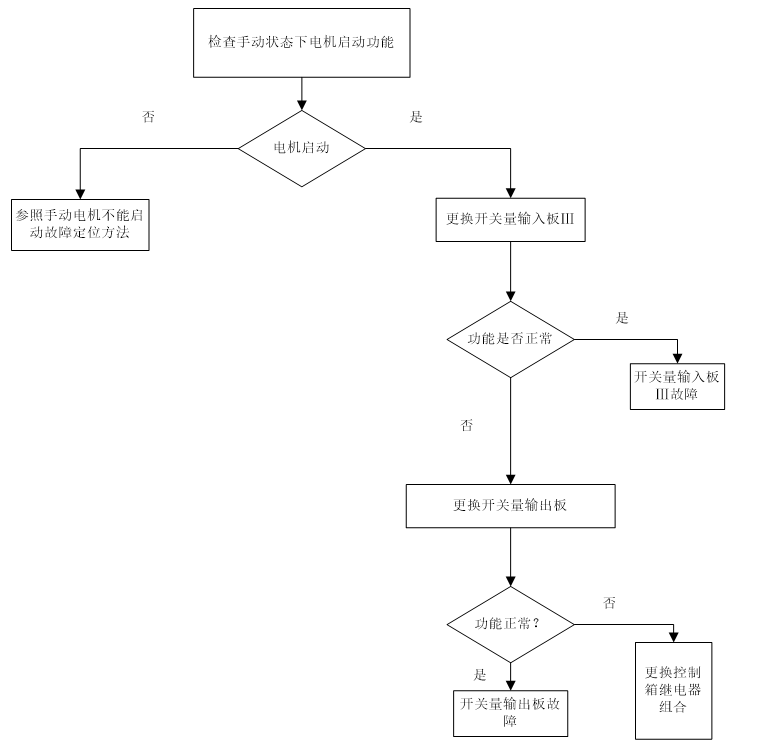 检查手动状态下电机启动功能
否
是
电机启动
参照手动电机不能启
动故障定位方法
更换开关量输入板Ⅲ
功能是否正常
是
开关量输入板
Ⅲ故障
否
更换开关量输出板
功能正常？
否
是
更换控制
箱继电器
组合
开关量输出板故
障